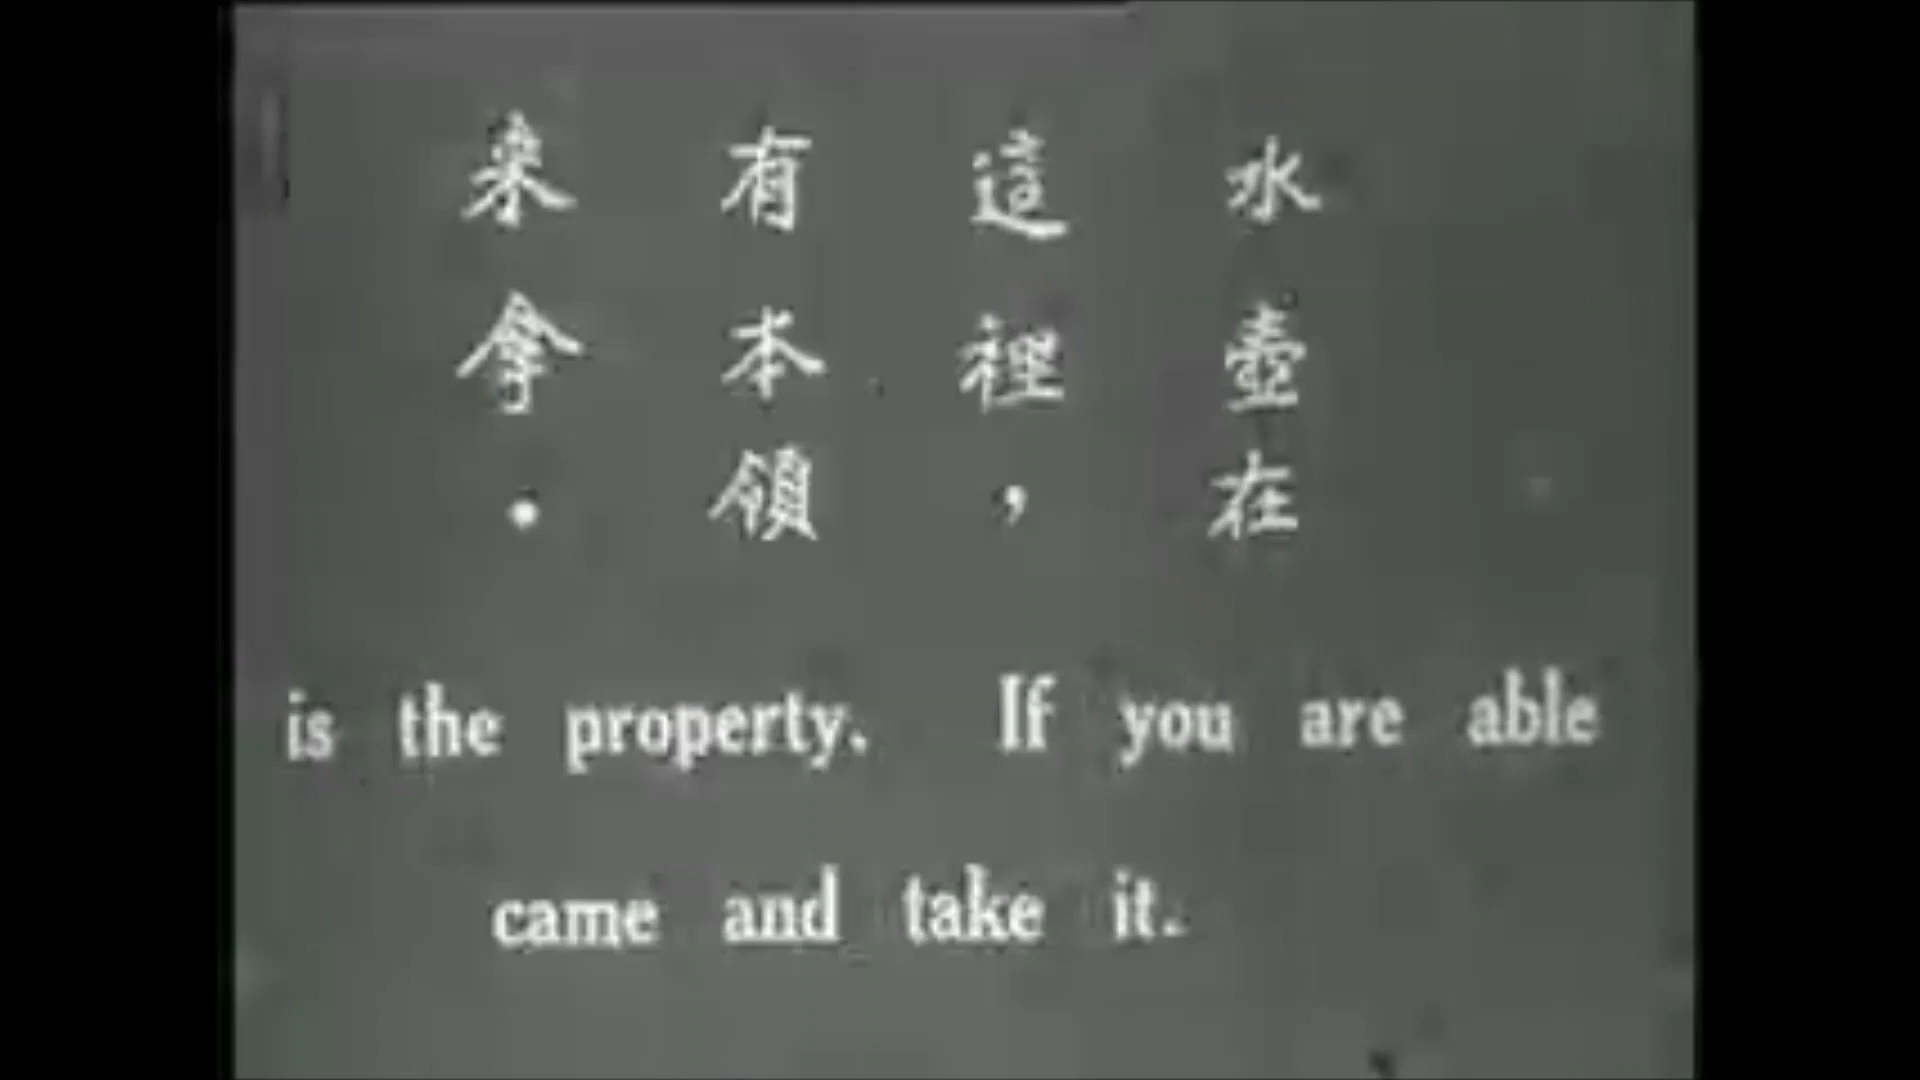 水壺在
這裡，
有本領
来拿.
is the property. If you are able
came and take it.